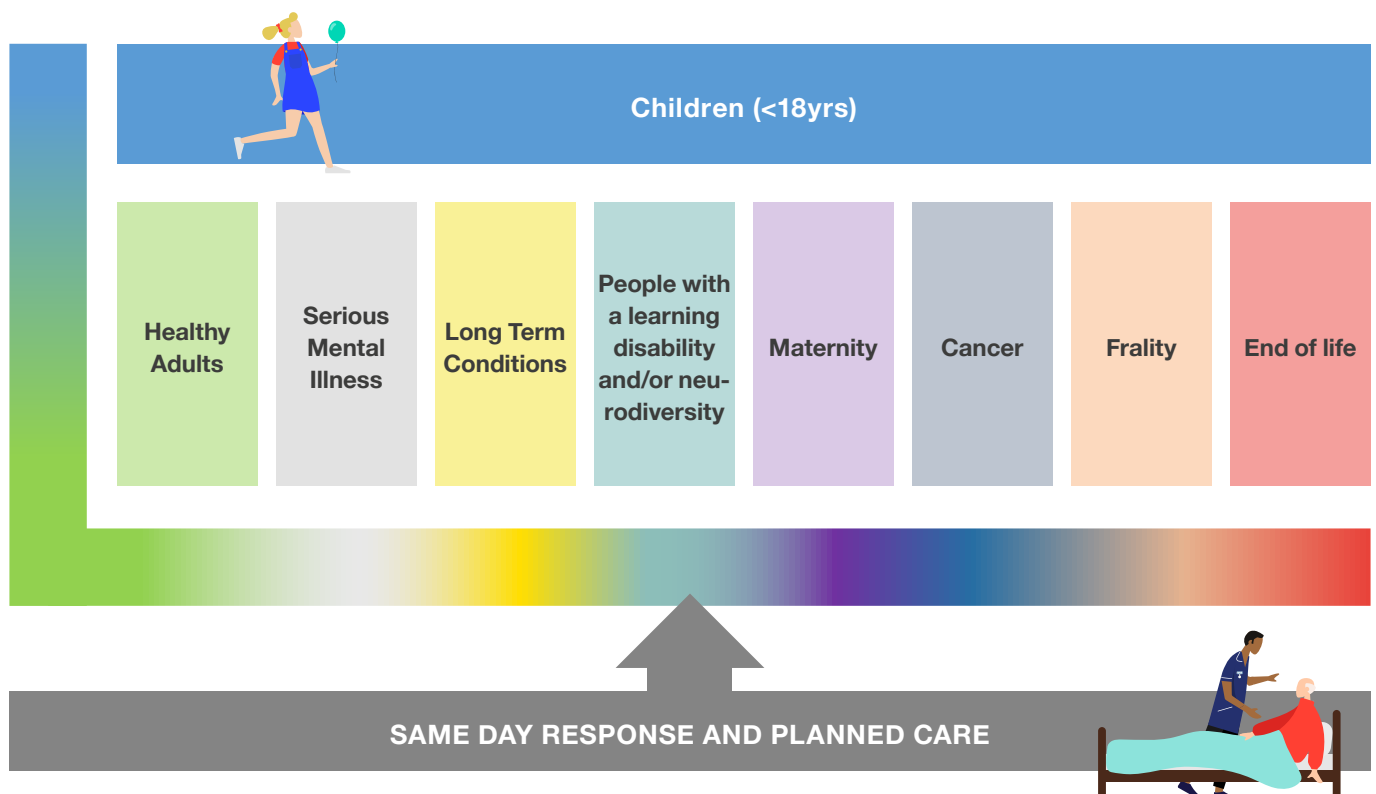 Children (<18yrs)
Healthy
Adults
Serious
Mental
Illness
Long Term
Conditions
People with
a learning
disability
and/or neu-
rodiversity
Maternity
Cancer
Frality
End of life
SAME DAY RESPONSE AND PLANNED CARE